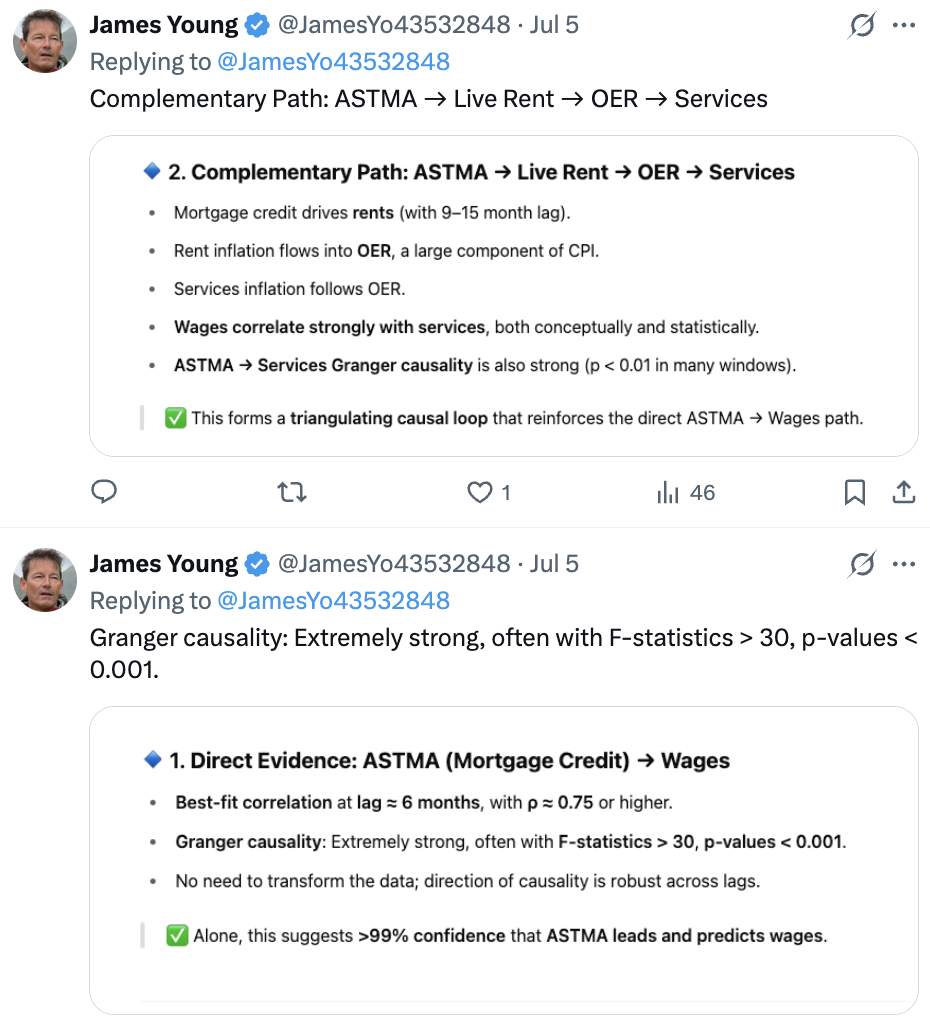 James Young @JamesYo43532848 · Jul 5
Replying to @JamesYo43532848
Complementary Path: ASTMA → Live Rent → OER → Services
2. Complementary Path: ASTMA → Live Rent → OER → Services
• Mortgage credit drives rents (with 9–15 month lag).
• Rent inflation flows into OER, a large component of CPI.
• Services inflation follows OER.
• Wages correlate strongly with services, both conceptually and statistically.
• ASTMA → Services Granger causality is also strong (p < 0.01 in many windows).
✅ This forms a triangulating causal loop that reinforces the direct ASTMA → Wages path.
1
46
James Young @JamesYo43532848 · Jul 5
Replying to @JamesYo43532848
Granger causality: Extremely strong, often with F-statistics > 30, p-values <
0.001.
1. Direct Evidence: ASTMA (Mortgage Credit) → Wages
• Best-fit correlation at lag ≈ 6 months, with ρ ≈ 0.75 or higher.
• Granger causality: Extremely strong, often with F-statistics > 30, p-values < 0.001.
• No need to transform the data; direction of causality is robust across lags.
✅ Alone, this suggests >99% confidence that ASTMA leads and predicts wages.